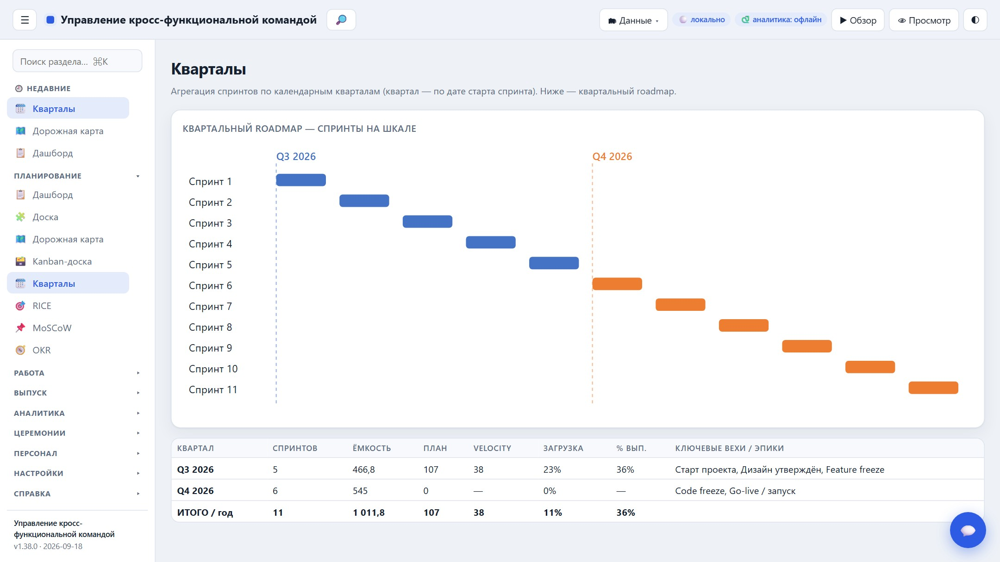 ☰ Управление кросс-функциональной командой
Данные ▾ локально аналитика: офлайн ▶ Обзор Просмотр
Поиск раздела... ⌘K
НЕДАВНИЕ
Кварталы
Дорожная карта
Дашборд
ПЛАНИРОВАНИЕ
Дашборд
Доска
Дорожная карта
Kanban-доска
Кварталы
RICE
MoSCoW
OKR
РАБОТА
ВЫПУСК
АНАЛИТИКА
ЦЕРЕМОНИИ
ПЕРСОНАЛ
НАСТРОЙКИ
СПРАВКА
Управление кросс-
функциональной командой
v1.38.0 · 2026-09-18
Кварталы
Агрегация спринтов по календарным кварталам (квартал — по дате старта спринта). Ниже — квартальный roadmap.
КВАРТАЛЬНЫЙ ROADMAP — СПРИНТЫ НА ШКАЛЕ
Q3 2026 Q4 2026
Спринт 1
Спринт 2
Спринт 3
Спринт 4
Спринт 5
Спринт 6
Спринт 7
Спринт 8
Спринт 9
Спринт 10
Спринт 11
КВАРТАЛ СПРИНТОВ ЁМКОСТЬ ПЛАН VELOCITY ЗАГРУЗКА % ВЫП. КЛЮЧЕВЫЕ ВЕХИ / ЭПИКИ
Q3 2026 5 466,8 107 38 23% 36% Старт проекта, Дизайн утверждён, Feature freeze
Q4 2026 6 545 0 — 0% — Code freeze, Go-live / запуск
ИТОГО / год 11 1 011,8 107 38 11% 36%